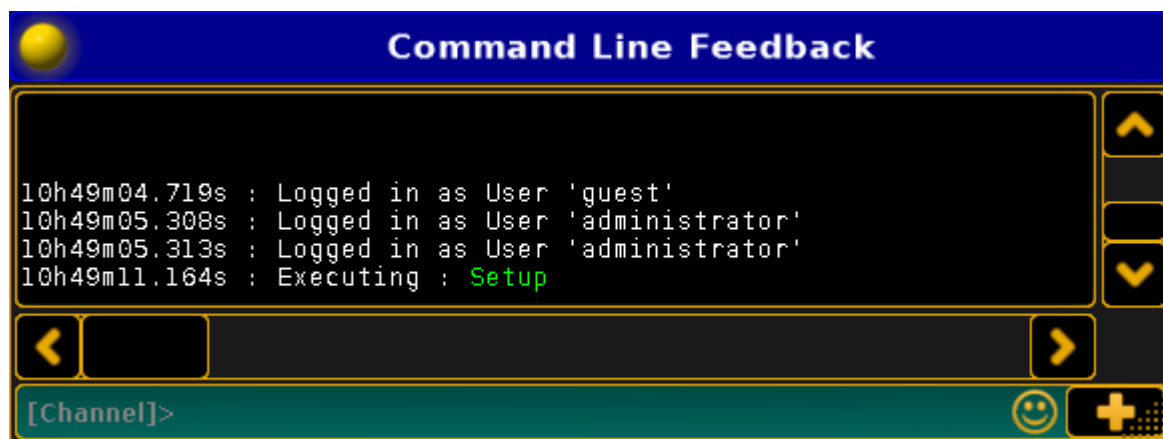 Command Line Feedback
10h49m04.719s : Logged in as User 'guest'
10h49m05.308s : Logged in as User 'administrator'
10h49m05.313s : Logged in as User 'administrator'
10h49m11.164s : Executing : Setup
[Channel]>